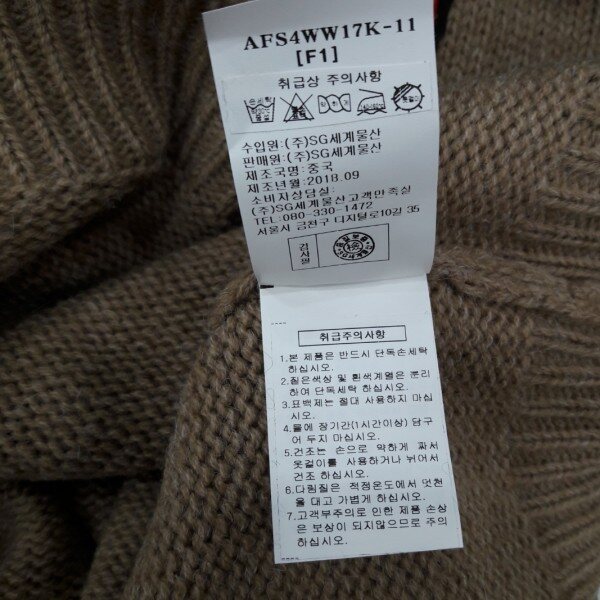 AFS4WW17K-11
[F1]
취급상 주의사항
수입원:(주)SG세계물산
판매원:(주)SG세계물산
제조국명:중국
제조년월:2018.09
소비자상담실:
(주)SG세계물산고객만족실
TEL:080-330-1472
서울시 금천구 디지털로10길 35
검사필
취급주의사항
1.본 제품은 반드시 단독손세탁
하십시오.
2.짙은색상 및 흰색계열은 분리
하여 단독세탁 하십시오.
3.표백제는 절대 사용하지 마십
시오.
4.물에 장기간(1시간이상) 담구
어 두지 마십시오.
5.건조는 손으로 약하게 짜서
옷걸이를 사용하거나 뉘어서
건조 하십시오.
6.다림질은 적정온도에서 덧천
을 대고 가볍게 하십시오.
7.고객부주의로 인한 제품 손상
은 보상이 되지않으므로 주의
하십시오.